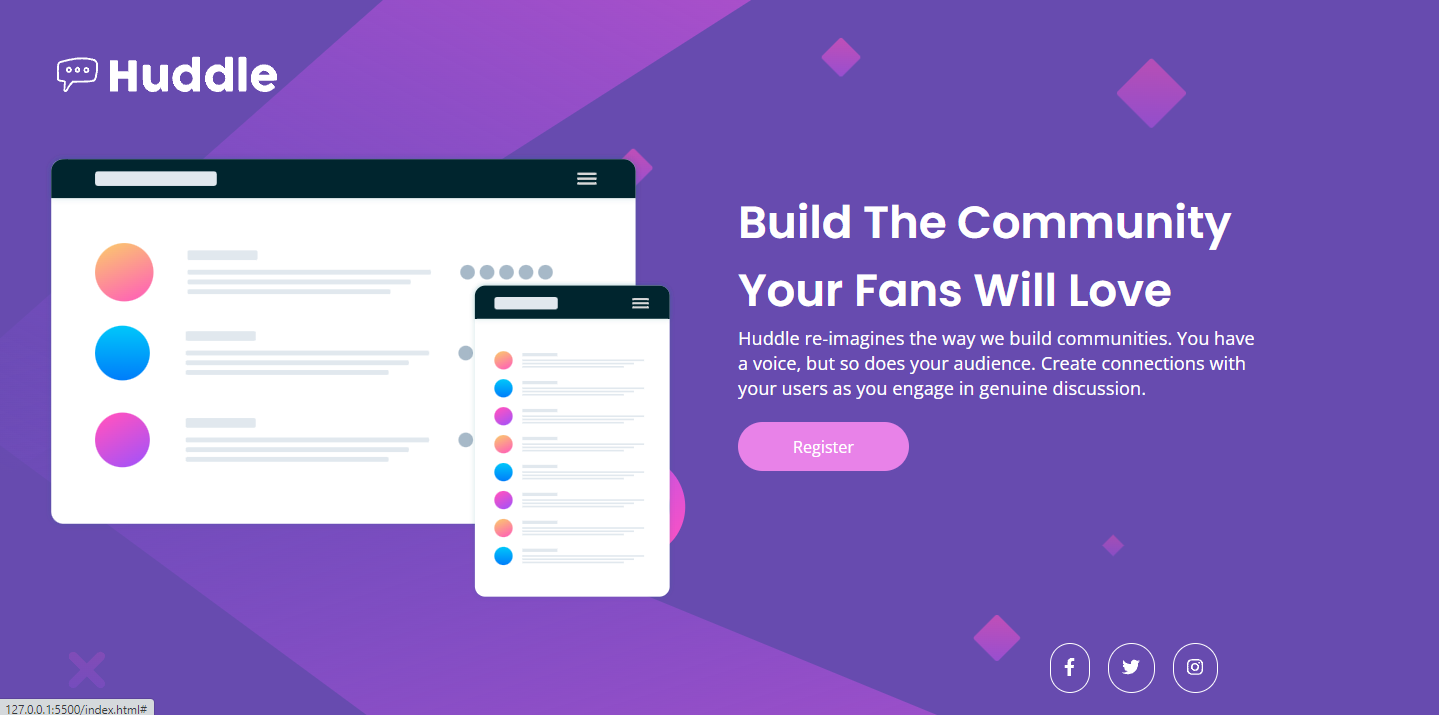 Huddle
Build The Community
Your Fans Will Love
Huddle re-imagines the way we build communities. You have
a voice, but so does your audience. Create connections with
your users as you engage in genuine discussion.
Register
127.0.0.1:5500/index.html#